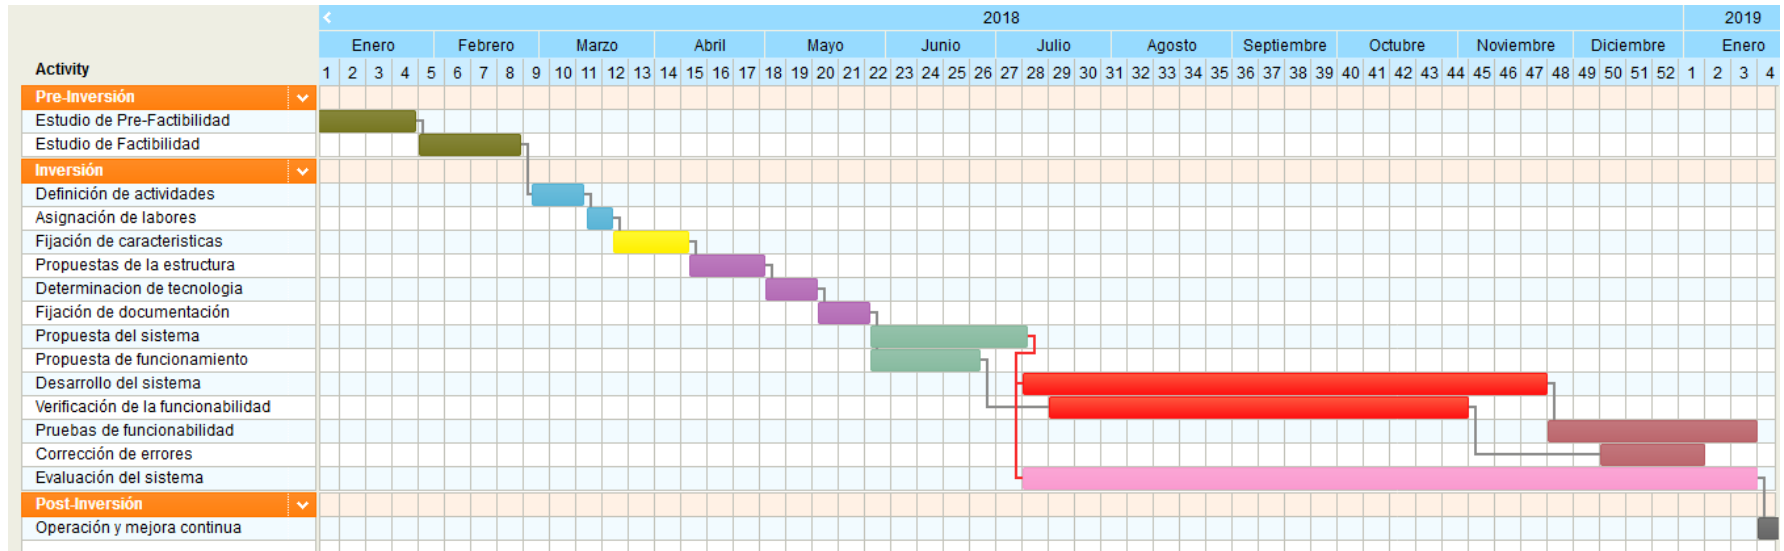 2018 2019
Enero Febrero Marzo Abril Mayo Junio Julio Agosto Septiembre Octubre Noviembre Diciembre Enero
Activity 1 2 3 4 5 6 7 8 9 10 11 12 13 14 15 16 17 18 19 20 21 22 23 24 25 26 27 28 29 30 31 32 33 34 35 36 37 38 39 40 41 42 43 44 45 46 47 48 49 50 51 52 1 2 3 4
Pre-Inversión
Estudio de Pre-Factibilidad
Estudio de Factibilidad
Inversión
Definición de actividades
Asignación de labores
Fijación de caracteristicas
Propuestas de la estructura
Determinacion de tecnologia
Fijación de documentación
Propuesta del sistema
Propuesta de funcionamiento
Desarrollo del sistema
Verificación de la funcionabilidad
Pruebas de funcionabilidad
Corrección de errores
Evaluación del sistema
Post-Inversión
Operación y mejora continua